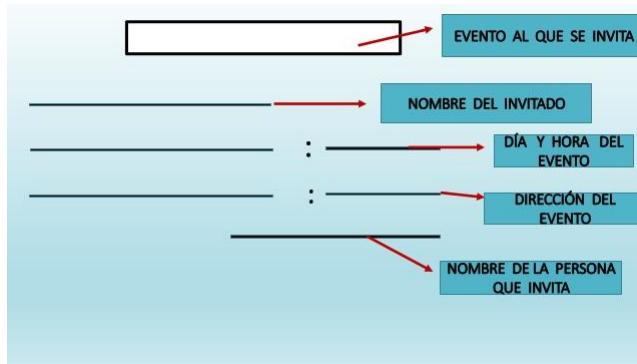 EVENTO AL QUE SE INVITA
NOMBRE DEL INVITADO
:
DÍA Y HORA DEL
EVENTO
:
DIRECCIÓN DEL
EVENTO
NOMBRE DE LA PERSONA
QUE INVITA